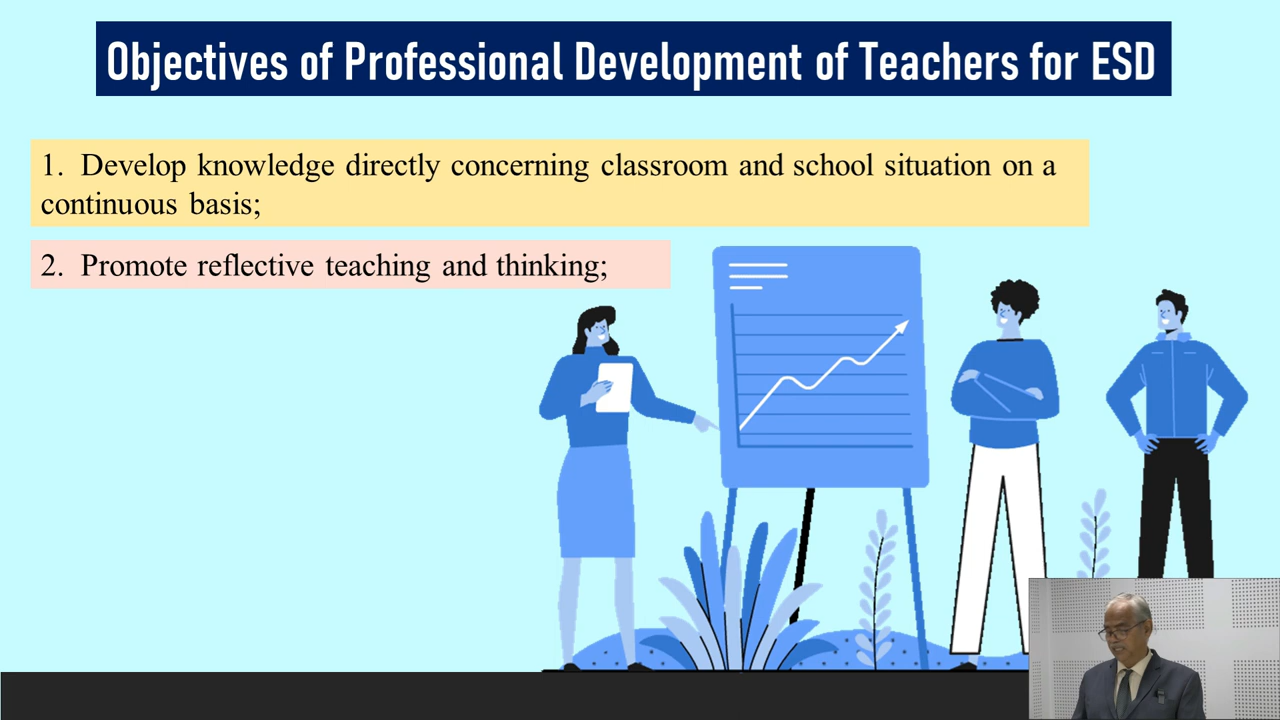 Objectives of Professional Development of Teachers for ESD
1. Develop knowledge directly concerning classroom and school situation on a
continuous basis;
2. Promote reflective teaching and thinking;